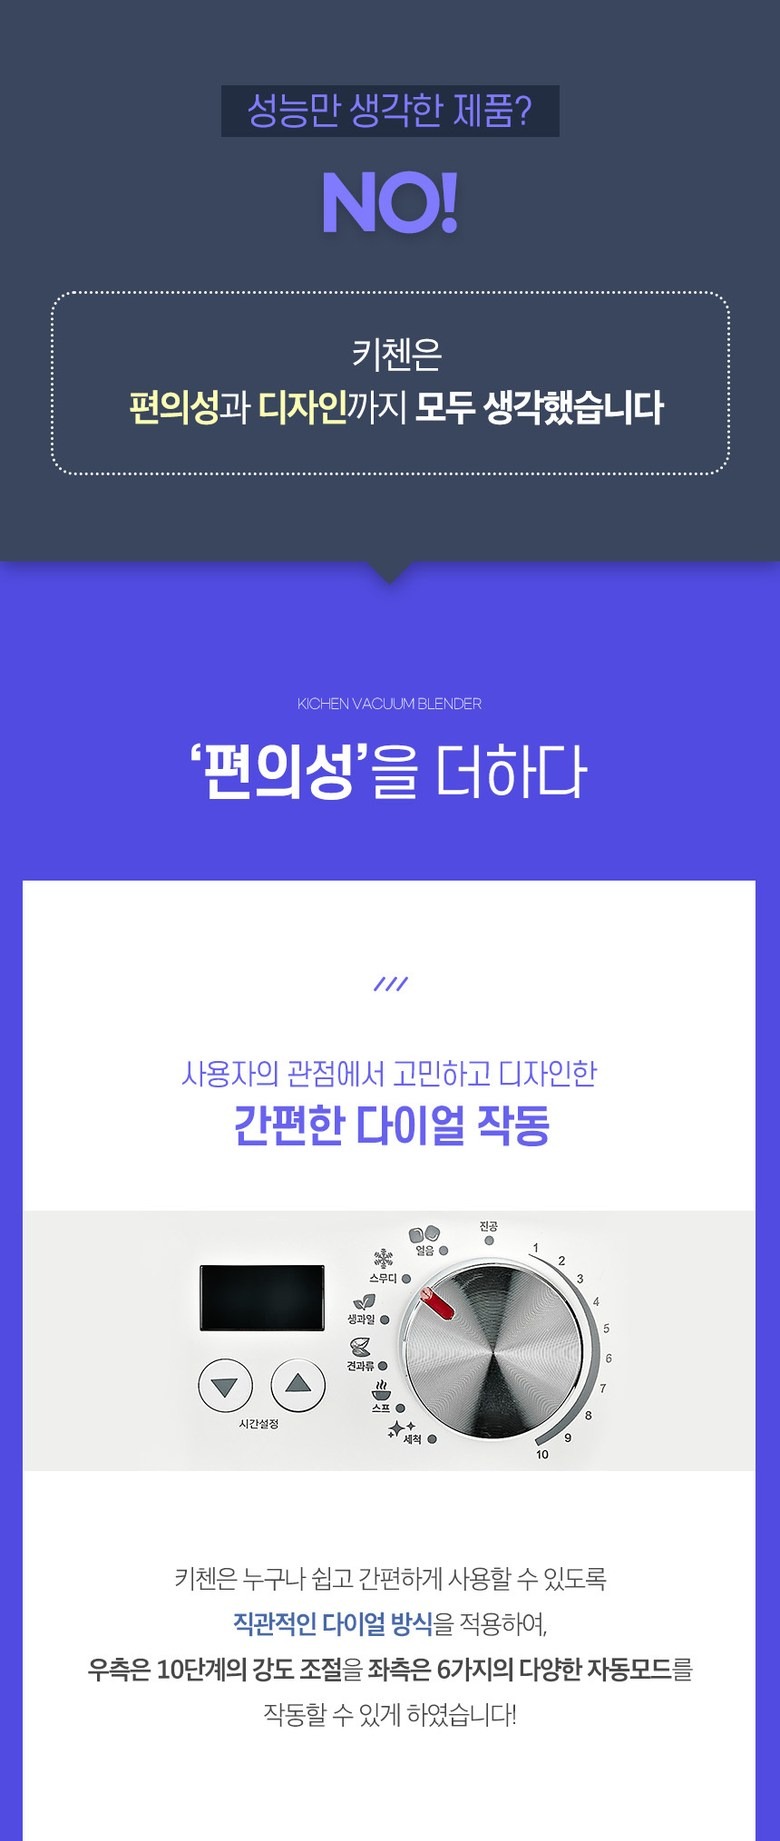 성능만 생각한 제품?
NO!
키첸은
편의성과 디자인까지 모두 생각했습니다
KICHEN VACUUM BLENDER
‘편의성’을 더하다
사용자의 관점에서 고민하고 디자인한
간편한 다이얼 작동
진공
얼음
스무디
생과일
견과류
스프
세척
1
2
3
4
5
6
7
8
9
10
시간설정
키첸은 누구나 쉽고 간편하게 사용할 수 있도록
직관적인 다이얼 방식을 적용하여,
우측은 10단계의 강도 조절을 좌측은 6가지의 다양한 자동모드를
작동할 수 있게 하였습니다!